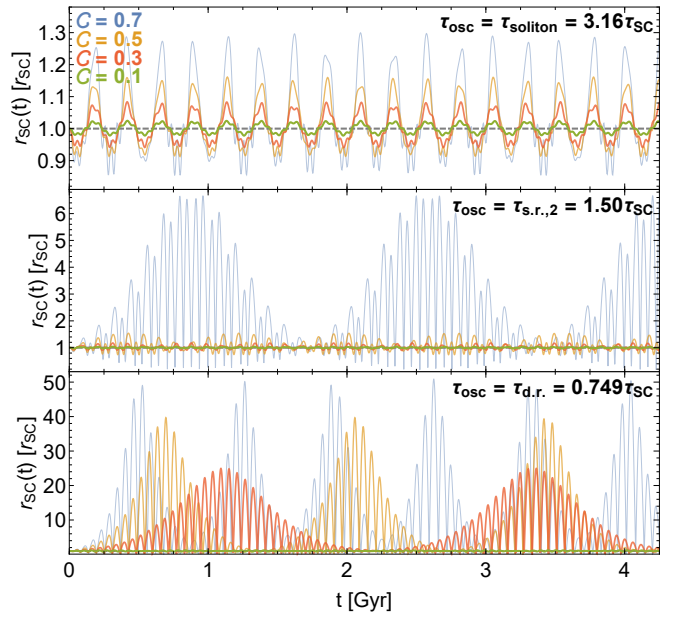 C = 0.7
C = 0.5
C = 0.3
C = 0.1
τosc = τsoliton = 3.16τSC
rSC(t) [rSC]
1.3
1.2
1.1
1.0
0.9
τosc = τs.r.,2 = 1.50τSC
rSC(t) [rSC]
6
5
4
3
2
1
τosc = τd.r. = 0.749τSC
rSC(t) [rSC]
50
40
30
20
10
0 1 2 3 4
t [Gyr]